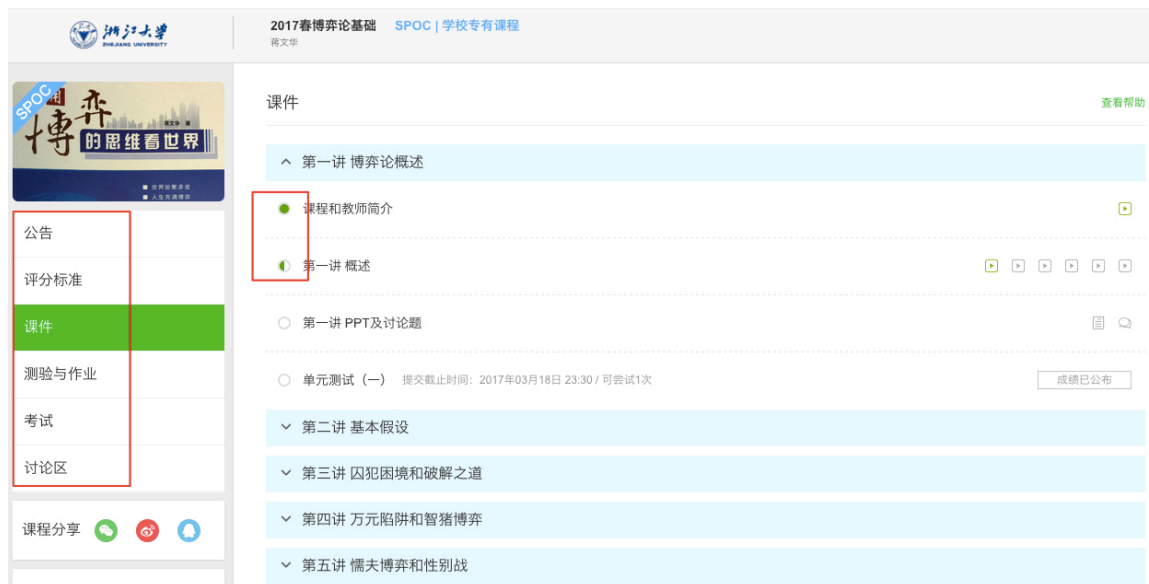 浙江大学
ZHEJIANG UNIVERSITY
2017春博弈论基础 SPOC | 学校专有课程
蒋文华
SPOC
用
博弈
蒋文华 著
的思维看世界
课件
查看帮助
第一讲 博弈论概述
课程和教师简介
第一讲 概述
第一讲 PPT及讨论题
单元测试（一） 提交截止时间：2017年03月18日 23:30 / 可尝试1次
成绩已公布
第二讲 基本假设
第三讲 囚犯困境和破解之道
第四讲 万元陷阱和智猪博弈
第五讲 懦夫博弈和性别战
公告
评分标准
课件
测验与作业
考试
讨论区
课程分享